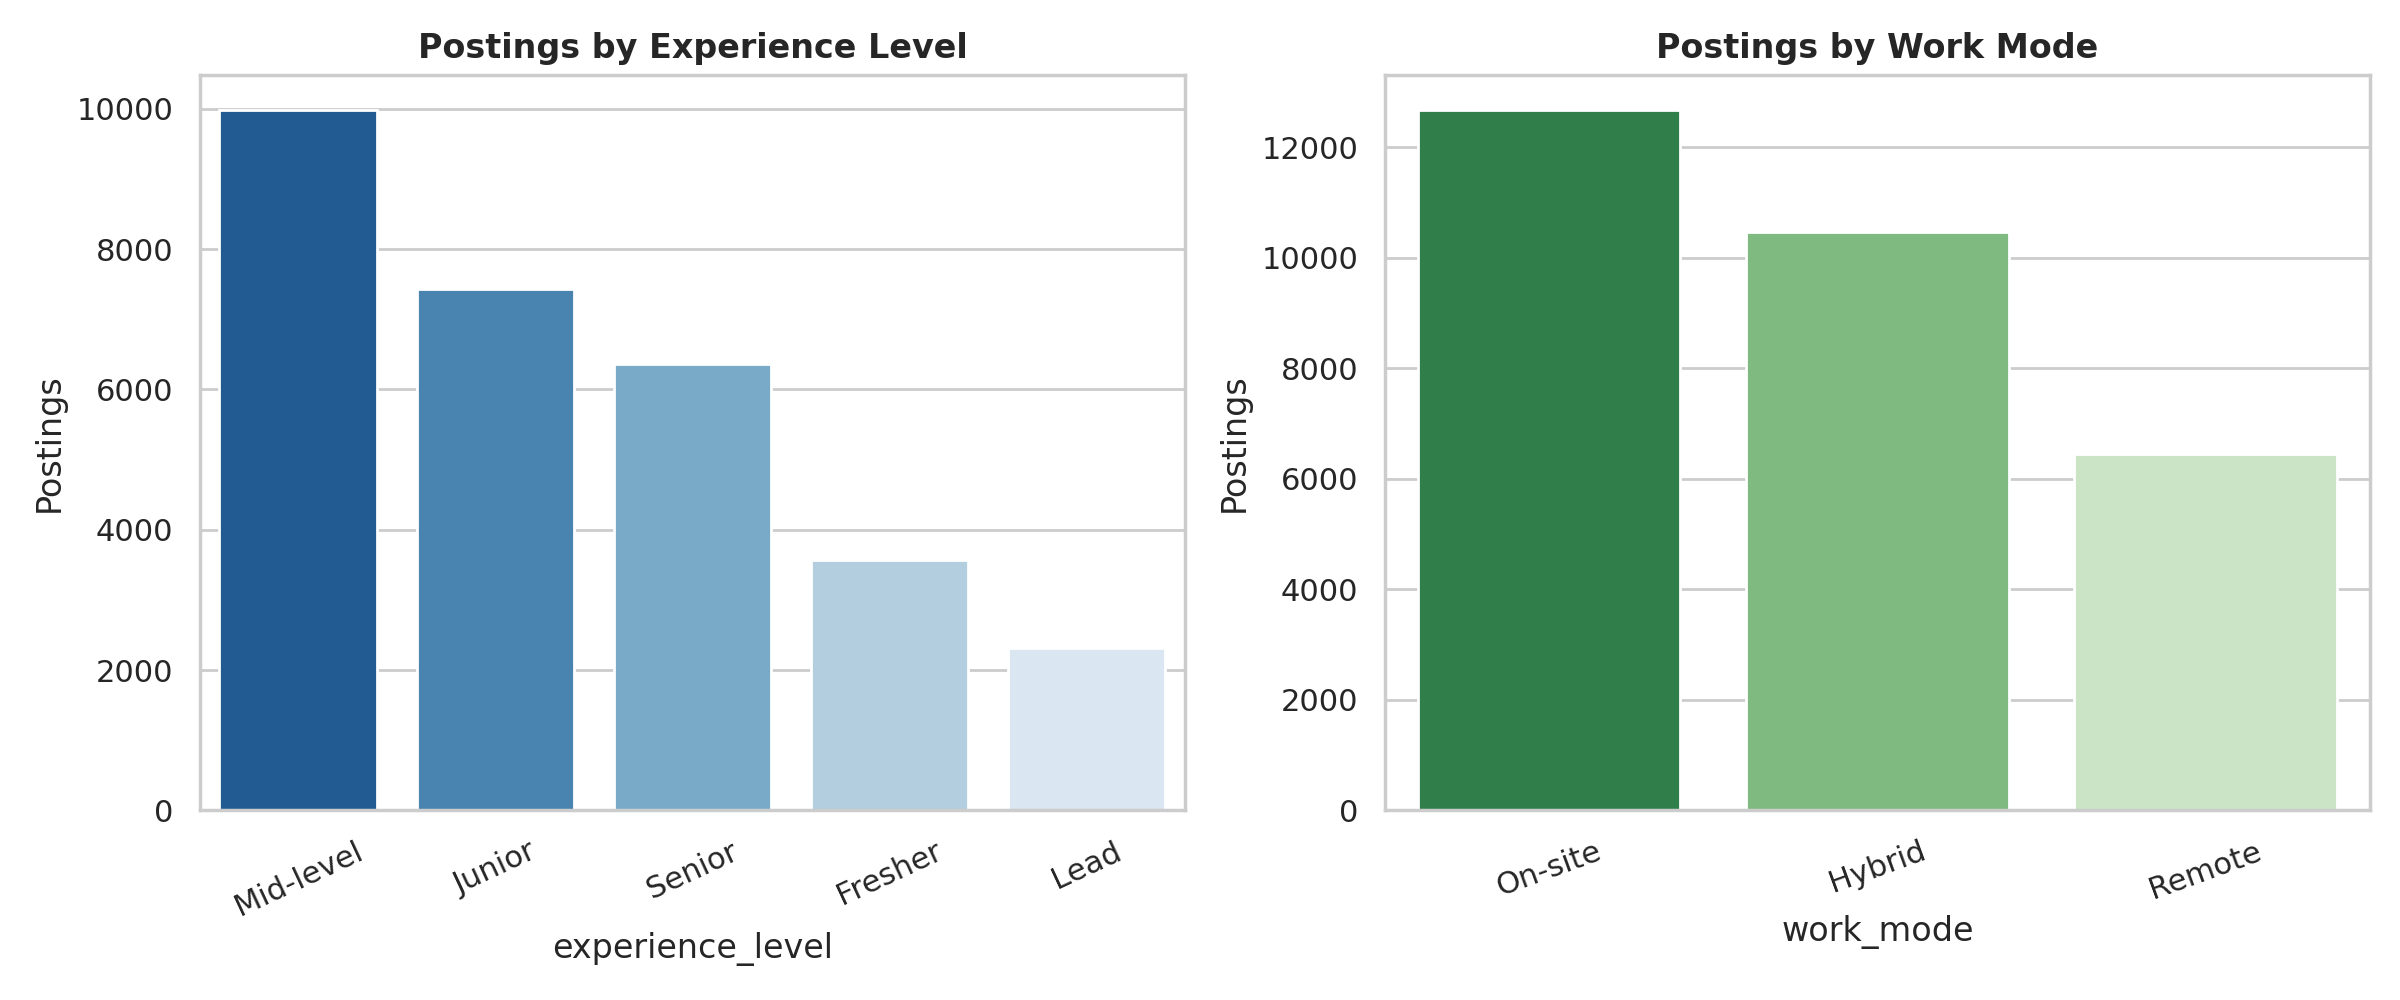 Postings by Experience Level
10000
8000
6000
4000
2000
0
Postings
Mid-level
Junior
Senior
Fresher
Lead
experience_level
Postings by Work Mode
12000
10000
8000
6000
4000
2000
0
Postings
On-site
Hybrid
Remote
work_mode